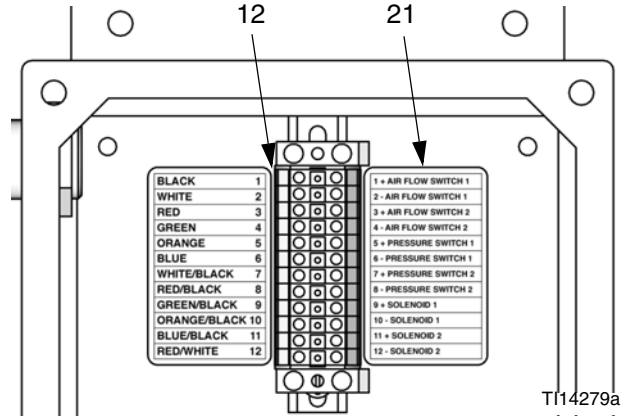 12 21
BLACK 1
WHITE 2
RED 3
GREEN 4
ORANGE 5
BLUE 6
WHITE/BLACK 7
RED/BLACK 8
GREEN/BLACK 9
ORANGE/BLACK 10
BLUE/BLACK 11
RED/WHITE 12
1 + AIR FLOW SWITCH 1
2 - AIR FLOW SWITCH 1
3 + AIR FLOW SWITCH 2
4 - AIR FLOW SWITCH 2
5 + PRESSURE SWITCH 1
6 - PRESSURE SWITCH 1
7 + PRESSURE SWITCH 2
8 - PRESSURE SWITCH 2
9 + SOLENOID 1
10 - SOLENOID 1
11 + SOLENOID 2
12 - SOLENOID 2
TI14279a